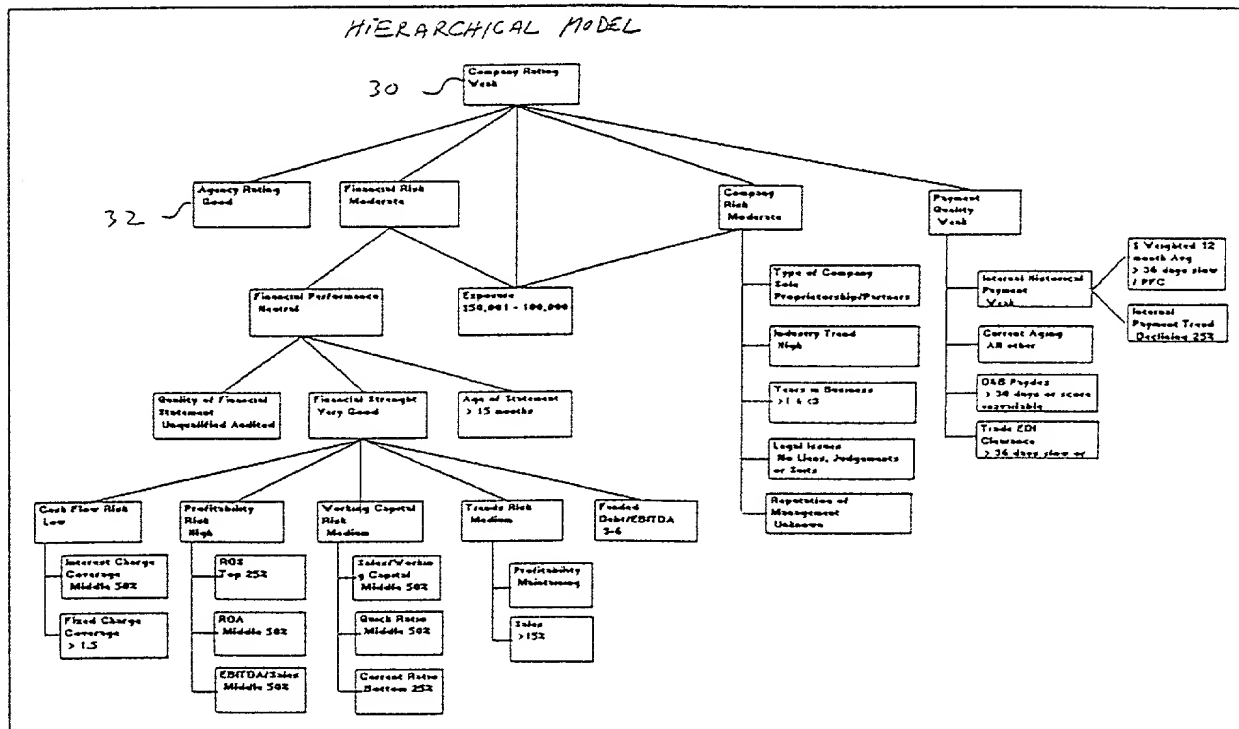 HIERARCHICAL MODEL
30
Company Rating
Weak
32
Agency Rating
Good
Financial Risk
Moderate
Company
Risk
Moderate
Payment
Quality
Weak
Financial Performance
Neutral
Exposure
$50,001 - 100,000
Type of Company
Sole
Proprietorship/Partners
Internal Historical
Payment
Weak
$ Weighted 12
month Avg
> 36 days slow
/ PFC
Internal
Payment Trend
Declining 25%
Industry Trend
High
Current Aging
All other
Quality of Financial
Statement
Unqualified Audited
Financial Strenght
Very Good
Age of Statement
> 15 months
Years in Business
>1 & <3
D&B Paydex
> 30 days or score
unavailable
Legal Issues
No Liens, Judgements
or Suits
Trade EDI
Clearance
> 36 days slow or
Reputation of
Management
Unknown
Cash Flow Risk
Low
Profitability
Risk
High
Working Capital
Risk
Medium
Trends Risk
Medium
Funded
Debt/EBITDA
3-6
Interest Charge
Coverage
Middle 50%
ROS
Top 25%
Sales/Workin
g Capital
Middle 50%
Profitability
Maintaining
Fixed Charge
Coverage
> 1.5
ROA
Middle 50%
Quick Ratio
Middle 50%
Sales
>15%
EBITDA/Sales
Middle 50%
Current Ratio
Bottom 25%